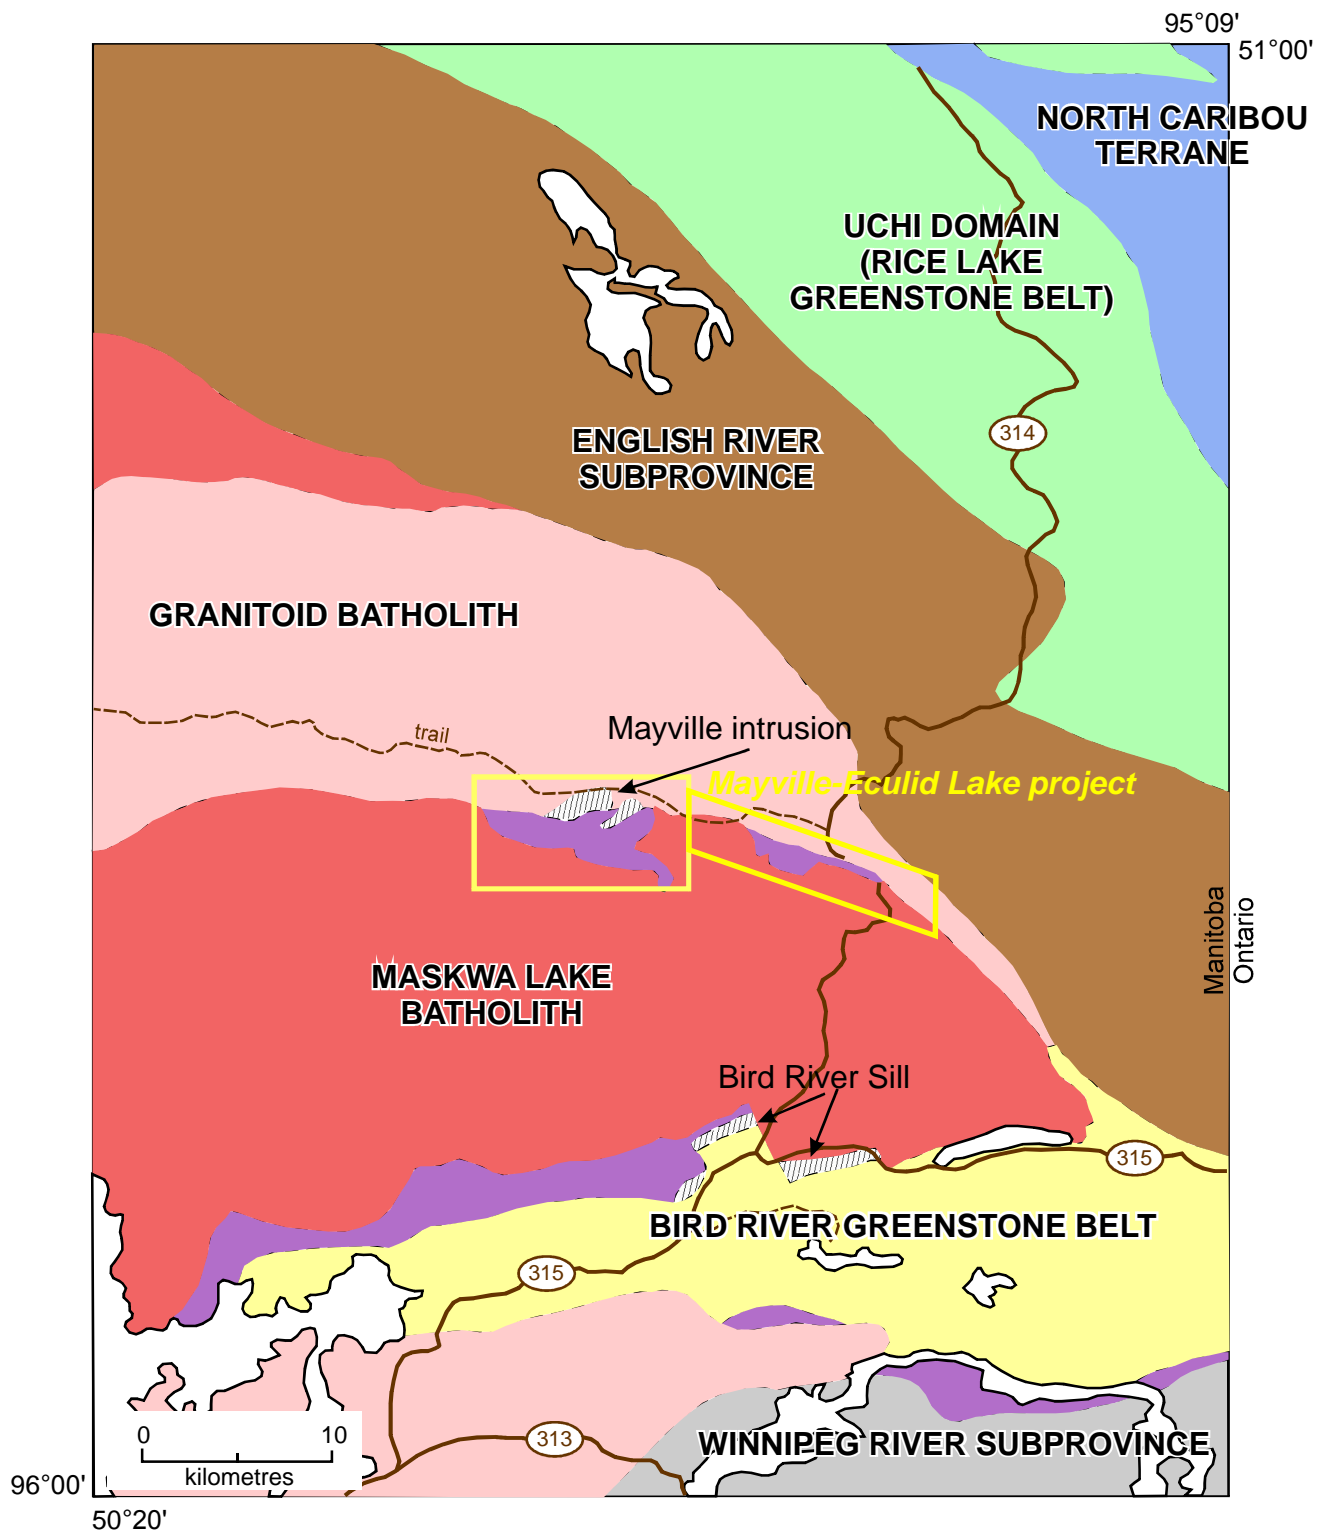 95°09'
51°00'
NORTH CARIBOU
TERRANE
UCHI DOMAIN
(RICE LAKE
GREENSTONE BELT)
314
ENGLISH RIVER
SUBPROVINCE
GRANITOID BATHOLITH
trail
Mayville intrusion
Mayville-Eculid Lake project
Manitoba
Ontario
MASKWA LAKE
BATHOLITH
Bird River Sill
315
BIRD RIVER GREENSTONE BELT
315
0 10
kilometres
313
WINNIPEG RIVER SUBPROVINCE
96°00'
50°20'